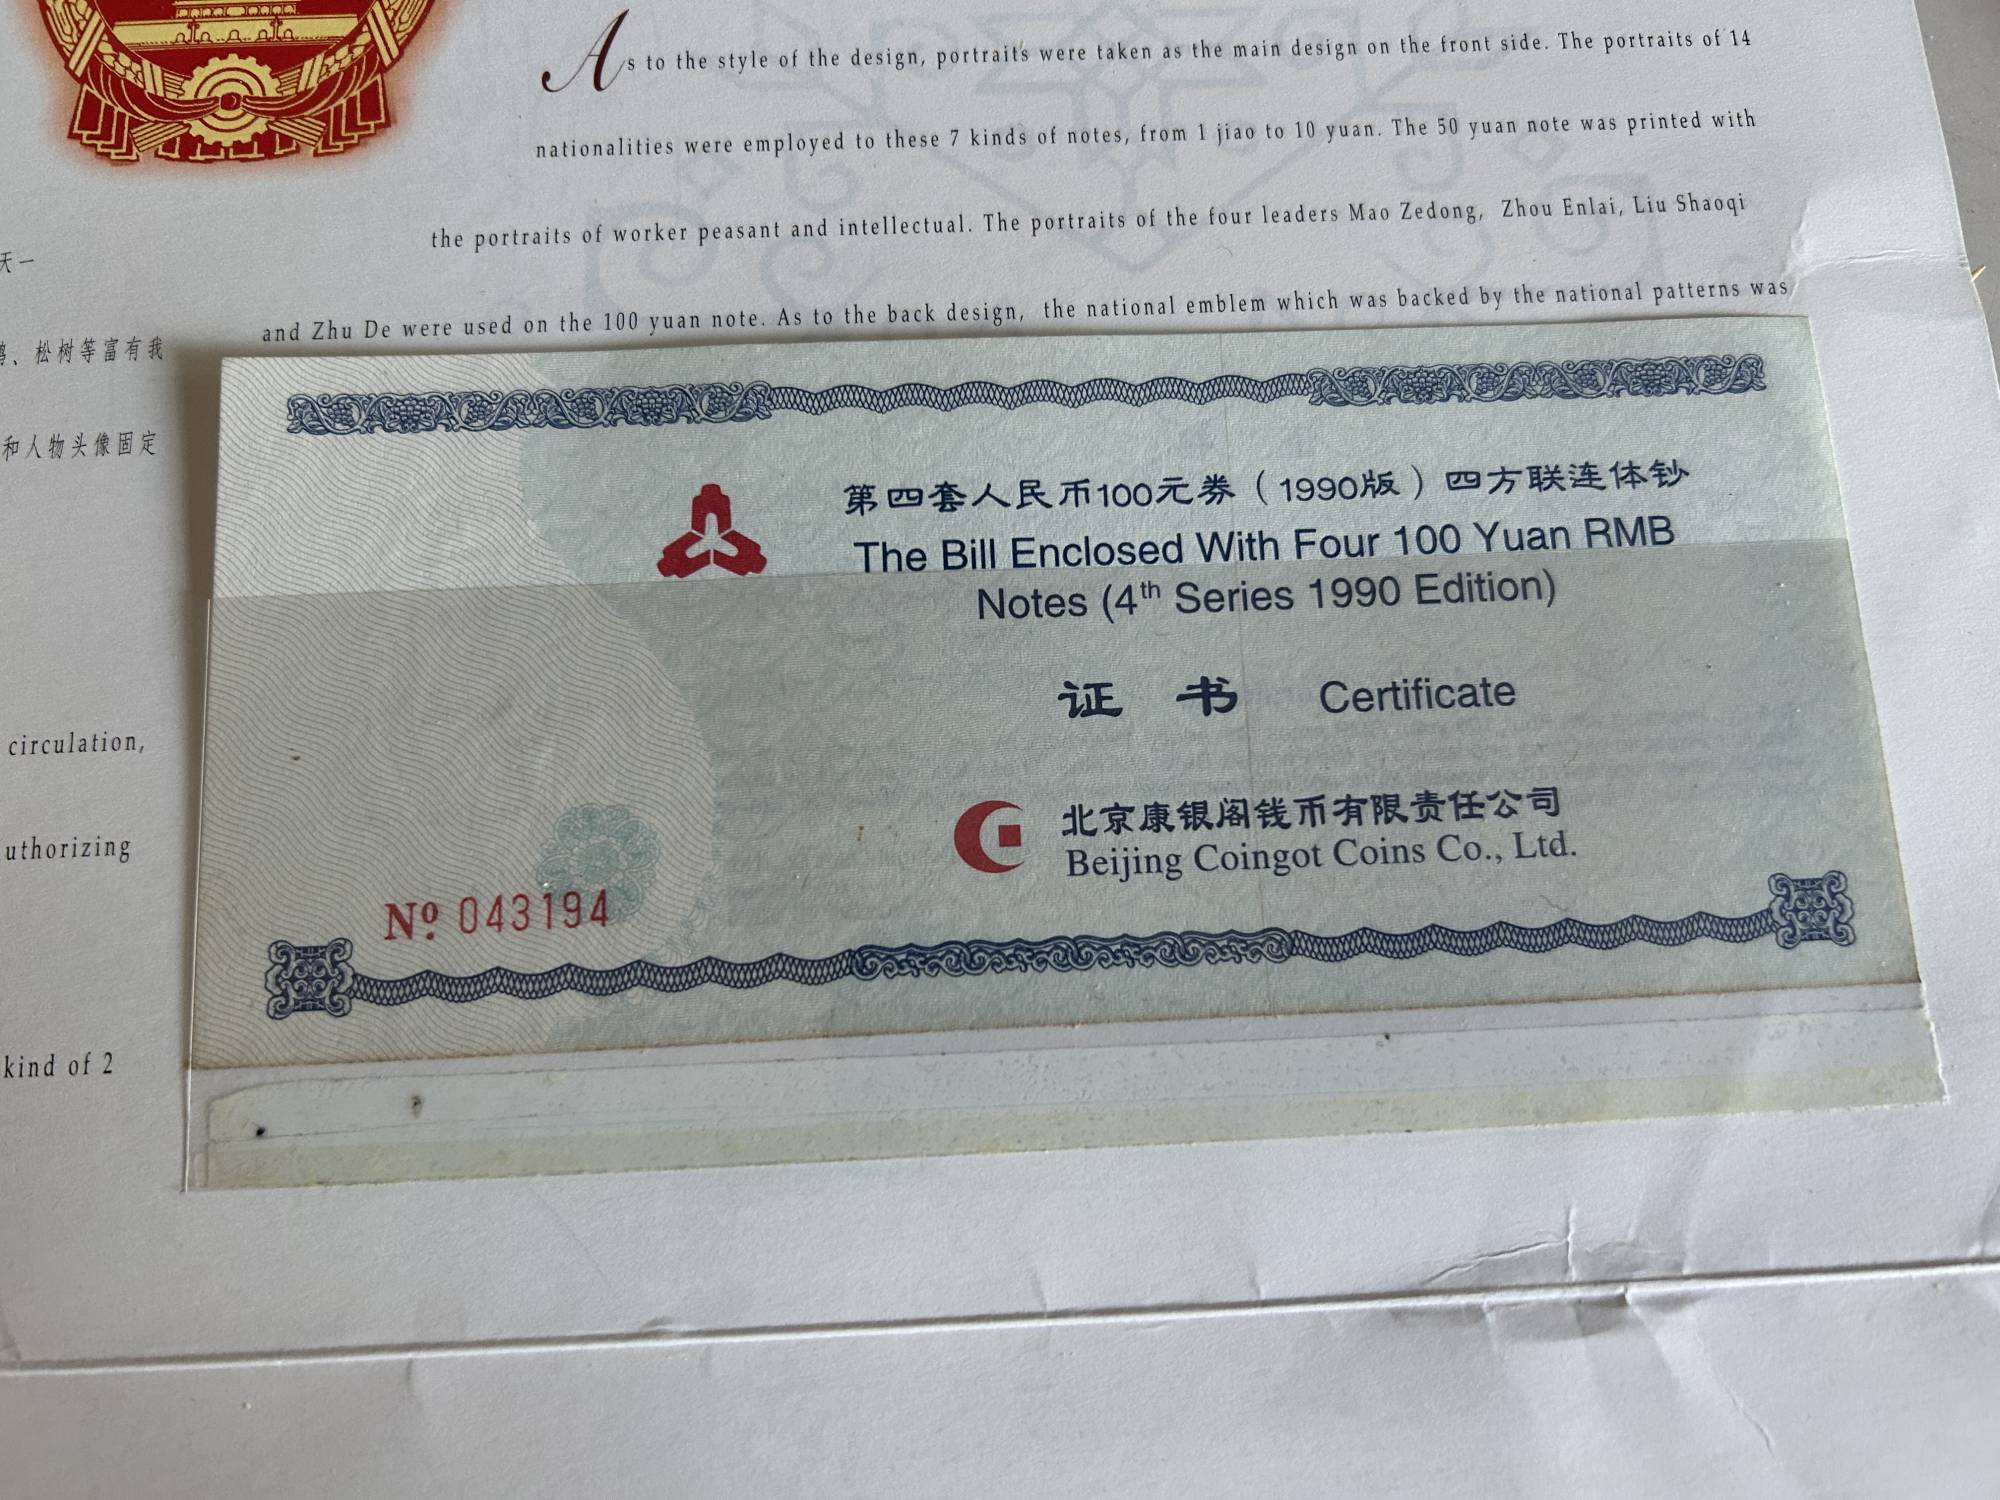 As to the style of the design, portraits were taken as the main design on the front side. The portraits of 14
nationalities were employed to these 7 kinds of notes, from 1 jiao to 10 yuan. The 50 yuan note was printed with
the portraits of worker peasant and intellectual. The portraits of the four leaders Mao Zedong, Zhou Enlai, Liu Shaoqi
and Zhu De were used on the 100 yuan note. As to the back design, the national emblem which was backed by the national patterns was
天一
、松树等富有我
和人物头像固定
circulation,
uthorizing
kind of 2
第四套人民币100元券（1990版）四方联连体钞
The Bill Enclosed With Four 100 Yuan RMB
Notes (4th Series 1990 Edition)
证 书 Certificate
北京康银阁钱币有限责任公司
Beijing Coingot Coins Co., Ltd.
Nº 043194